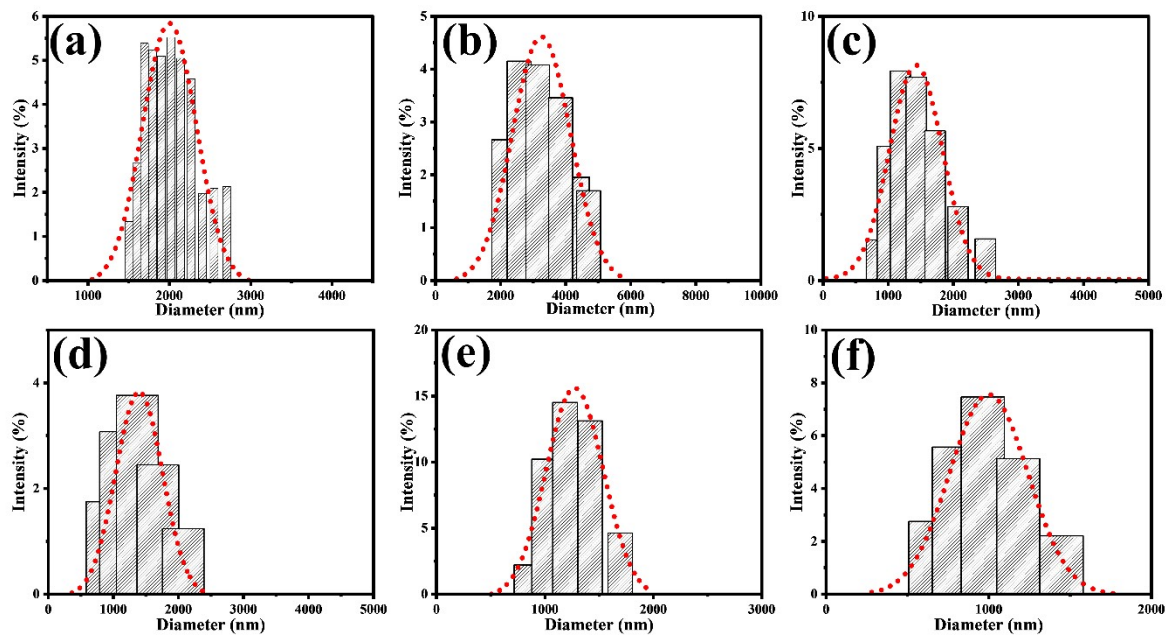 (a)
Intensity (%)
6
5
4
3
2
1
0
1000 2000 3000 4000
Diameter (nm)
(b)
Intensity (%)
5
4
3
2
1
0
0 2000 4000 6000 8000 10000
Diameter (nm)
(c)
Intensity (%)
10
5
0
0 1000 2000 3000 4000 5000
Diameter (nm)
(d)
Intensity (%)
4
2
0
0 1000 2000 3000 4000 5000
Diameter (nm)
(e)
Intensity (%)
20
15
10
5
0
0 1000 2000 3000
Diameter (nm)
(f)
Intensity (%)
10
8
6
4
2
0
0 1000 2000
Diameter (nm)